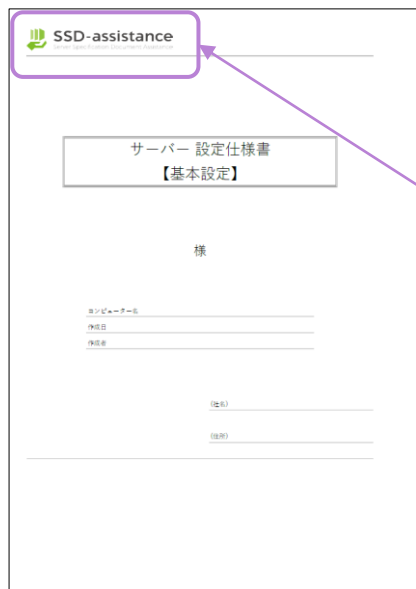 SSD-assistance
Server Specification Document Assistance
サーバー 設定仕様書
【基本設定】
様
コンピューター名
作成日
作成者
(社名)
(住所)